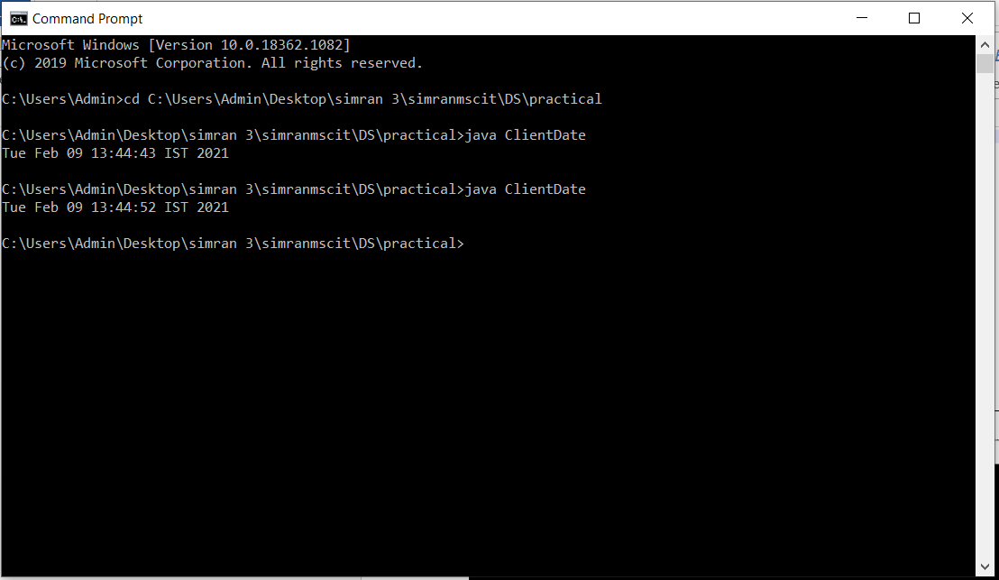 Command Prompt
Microsoft Windows [Version 10.0.18362.1082]
(c) 2019 Microsoft Corporation. All rights reserved.
C:\Users\Admin>cd C:\Users\Admin\Desktop\simran 3\simranmscit\DS\practical
C:\Users\Admin\Desktop\simran 3\simranmscit\DS\practical>java ClientDate
Tue Feb 09 13:44:43 IST 2021
C:\Users\Admin\Desktop\simran 3\simranmscit\DS\practical>java ClientDate
Tue Feb 09 13:44:52 IST 2021
C:\Users\Admin\Desktop\simran 3\simranmscit\DS\practical>